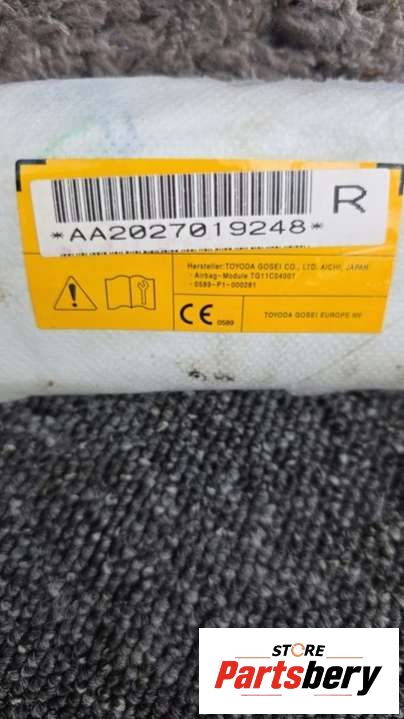 *AA2027019248*
R
Hersteller:TOYODA GOSEI CO., LTD. AICHI, JAPAN
- Airbag-Module TG11C04001
- 0589-P1-000281
CE 0589
TOYODA GOSEI EUROPE NV
STORE
Partsbery